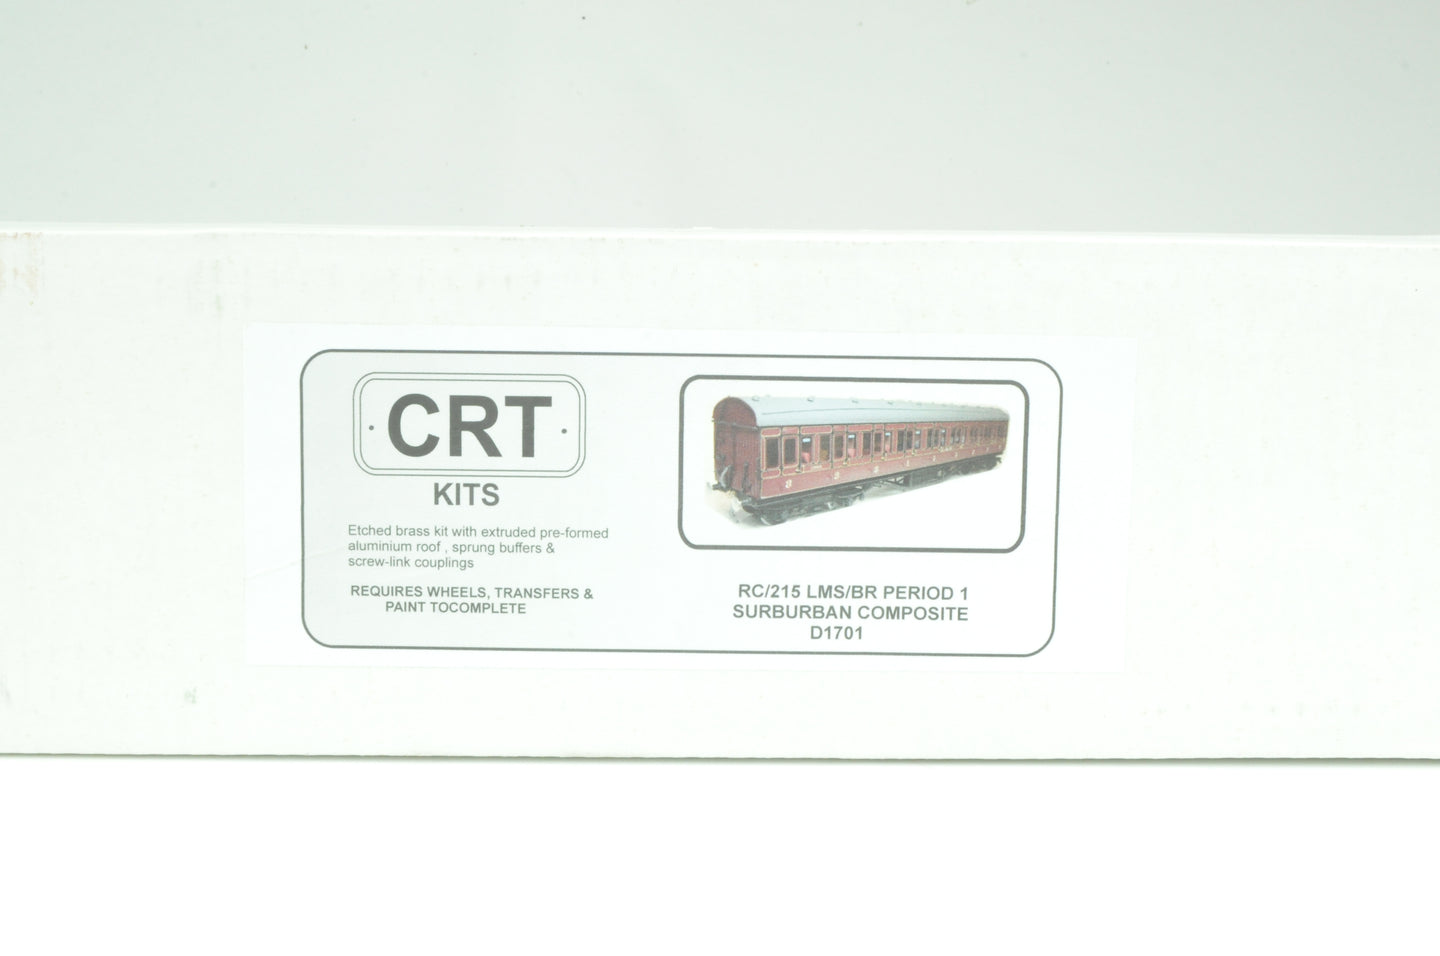 CRT
KITS
Etched brass kit with extruded pre-formed
aluminium roof , sprung buffers &
screw-link couplings
REQUIRES WHEELS, TRANSFERS &
PAINT TOCOMPLETE
RC/215 LMS/BR PERIOD 1
SURBURBAN COMPOSITE
D1701